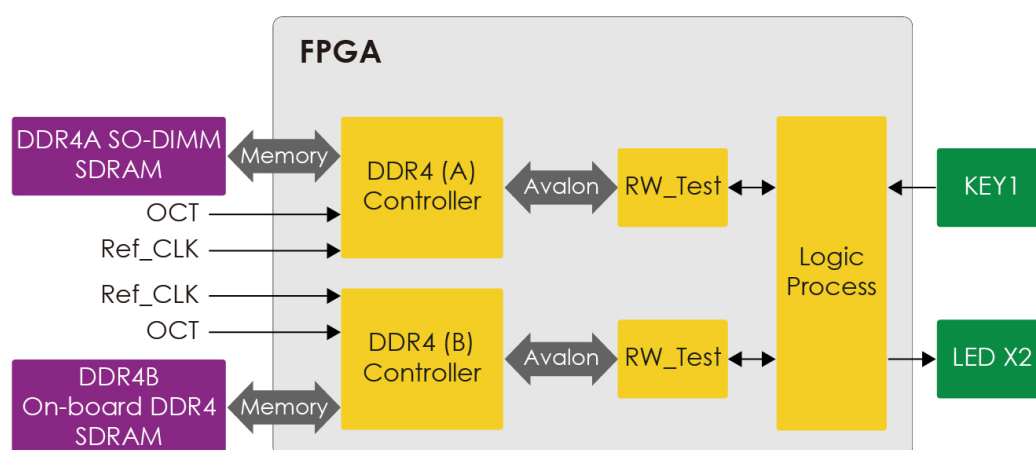 FPGA
DDR4A SO-DIMM
SDRAM
Memory
DDR4 (A)
Controller
Avalon
RW_Test
KEY1
OCT
Ref_CLK
Logic
Process
Ref_CLK
OCT
DDR4 (B)
Controller
Avalon
RW_Test
LED X2
DDR4B
On-board DDR4
SDRAM
Memory